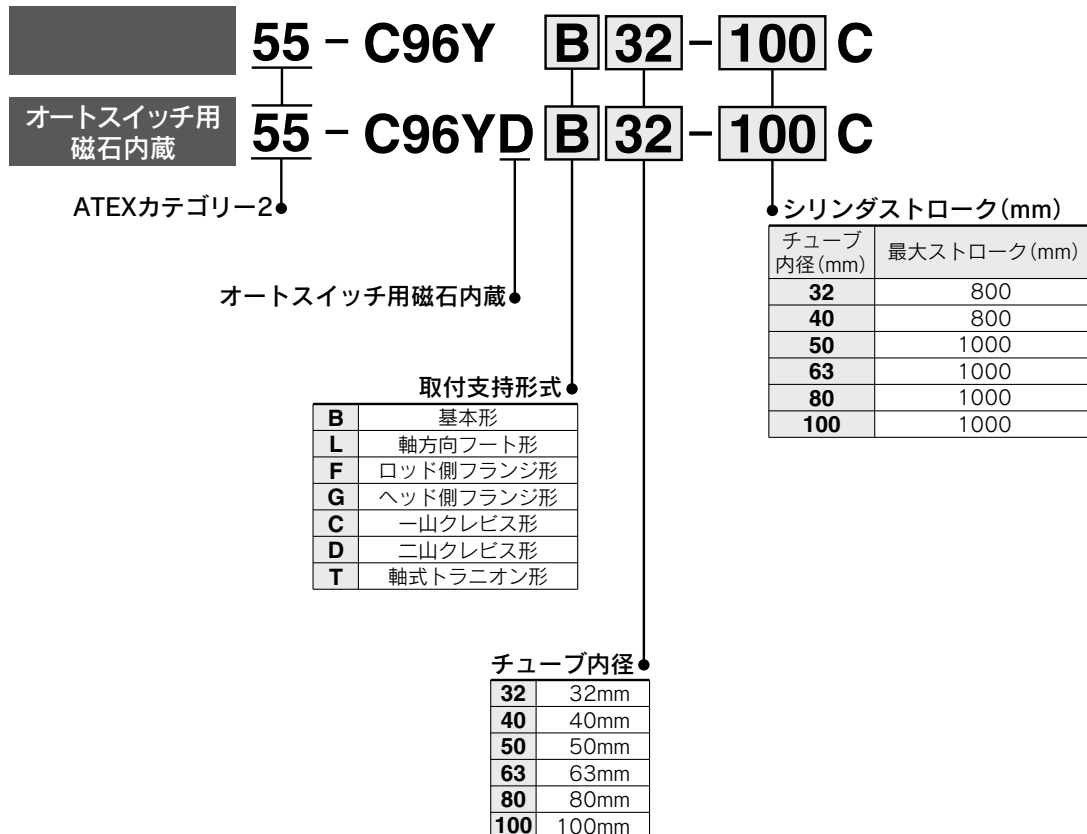 55 - C96Y B 32 - 100 C
オートスイッチ用
磁石内蔵
55 - C96YD B 32 - 100 C
ATEXカテゴリー2
シリンダストローク(mm)
チューブ
内径(mm) 最大ストローク(mm)
32 800
40 800
50 1000
63 1000
80 1000
100 1000
オートスイッチ用磁石内蔵
取付支持形式
B 基本形
L 軸方向フート形
F ロッド側フランジ形
G ヘッド側フランジ形
C 一山クレビス形
D 二山クレビス形
T 軸式トラニオン形
チューブ内径
32 32mm
40 40mm
50 50mm
63 63mm
80 80mm
100 100mm